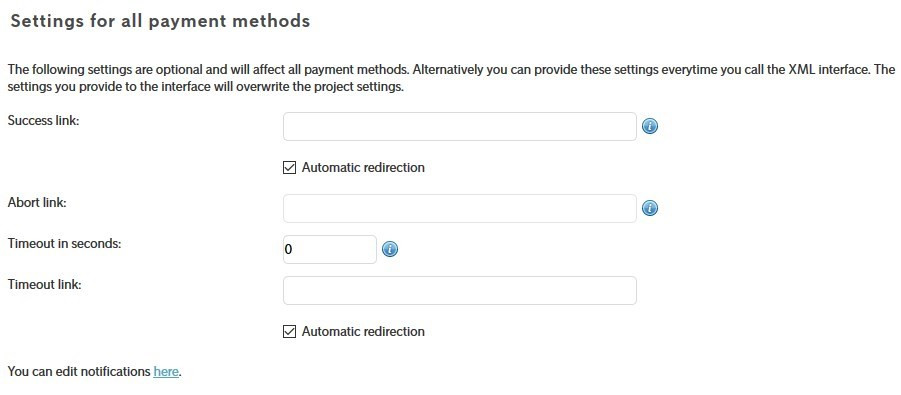 Settings for all payment methods
The following settings are optional and will affect all payment methods. Alternatively you can provide these settings everytime you call the XML interface. The
settings you provide to the interface will overwrite the project settings.
Success link:
Automatic redirection
Abort link:
Timeout in seconds:
0
Timeout link:
Automatic redirection
You can edit notifications here.